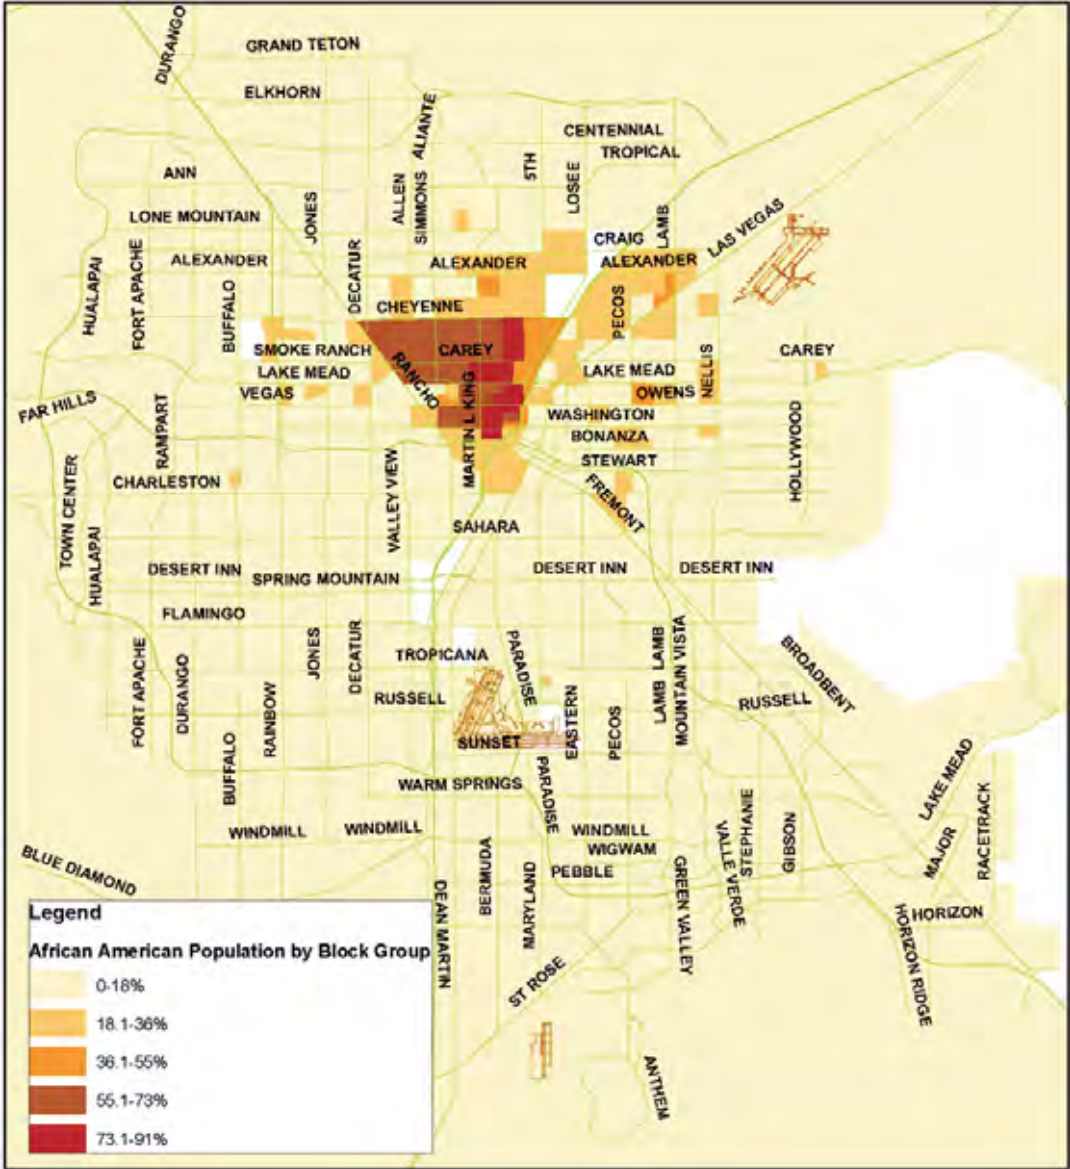 DURANGO
GRAND TETON
ELKHORN
ALIANTE
CENTENNIAL
TROPICAL
5TH
LOSEE
ANN
ALLEN
SIMMONS
JONES
LONE MOUNTAIN
LAMB
LAS VEGAS
CRAIG
ALEXANDER
ALEXANDER
ALEXANDER
HUALAPAI
FORT APACHE
BUFFALO
DECATUR
CHEYENNE
PECOS
SMOKE RANCH
CAREY
CAREY
LAKE MEAD
LAKE MEAD
NELLIS
RANCHO
VEGAS
OWENS
FAR HILLS
MARTIN L KING
WASHINGTON
BONANZA
STEWART
RAMPART
HOLLYWOOD
CHARLESTON
VALLEY VIEW
FREMONT
TOWN CENTER
SAHARA
HUALAPAI
DESERT INN
SPRING MOUNTAIN
DESERT INN
DESERT INN
FLAMINGO
FORT APACHE
DURANGO
JONES
DECATUR
TROPICANA
PARADISE
LAMB
LAMB
MOUNTAIN VISTA
BROADBENT
RAINBOW
RUSSELL
RUSSELL
EASTERN
PECOS
SUNSET
BUFFALO
WARM SPRINGS
PARADISE
LAKE MEAD
WINDMILL
WINDMILL
WINDMILL
WIGWAM
STEPHANIE
VALLE VERDE
GIBSON
MAJOR
RACETRACK
BLUE DIAMOND
BERMUDA
MARYLAND
PEBBLE
GREEN VALLEY
DEAN MARTIN
HORIZON
HORIZON RIDGE
ST ROSE
ANTHEM
Legend
African American Population by Block Group
0-18%
18.1-36%
36.1-55%
55.1-73%
73.1-91%